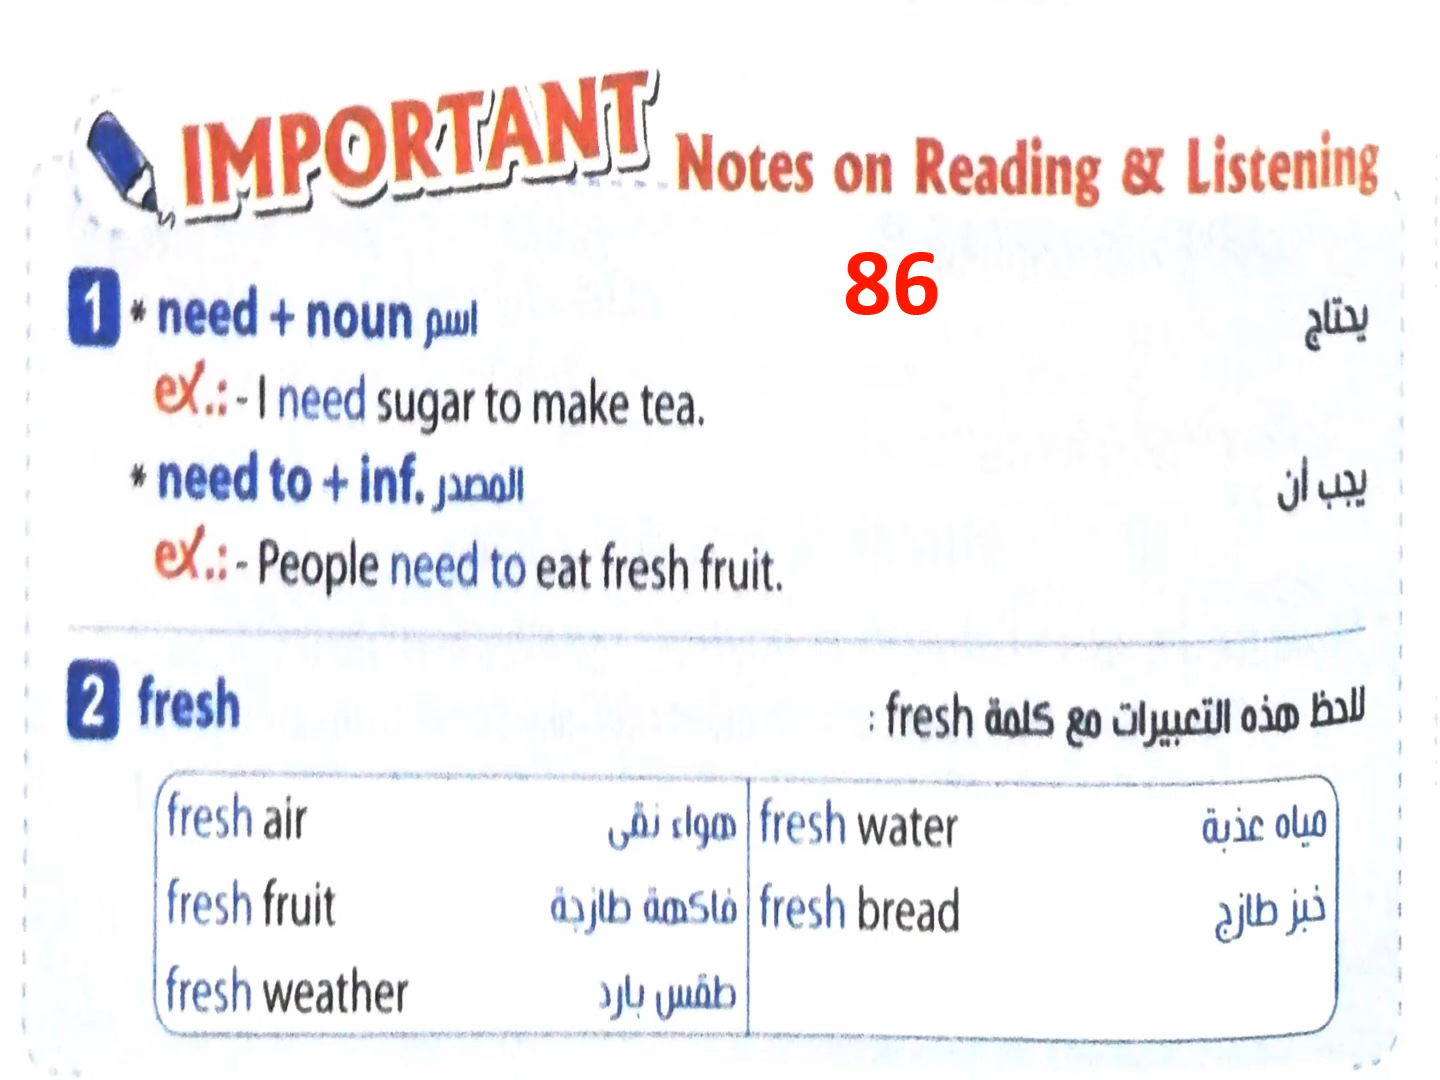 IMPORTANT Notes on Reading & Listening
86
1 * need + noun اسم يحتاج
ex.: - I need sugar to make tea.
* need to + inf. المصدر يجب أن
ex.: - People need to eat fresh fruit.
2 fresh لاحظ هذه التعبيرات مع كلمة fresh :
fresh air هواء نقى fresh water مياه عذبة
fresh fruit فاكهة طازجة fresh bread خبز طازج
fresh weather طقس بارد